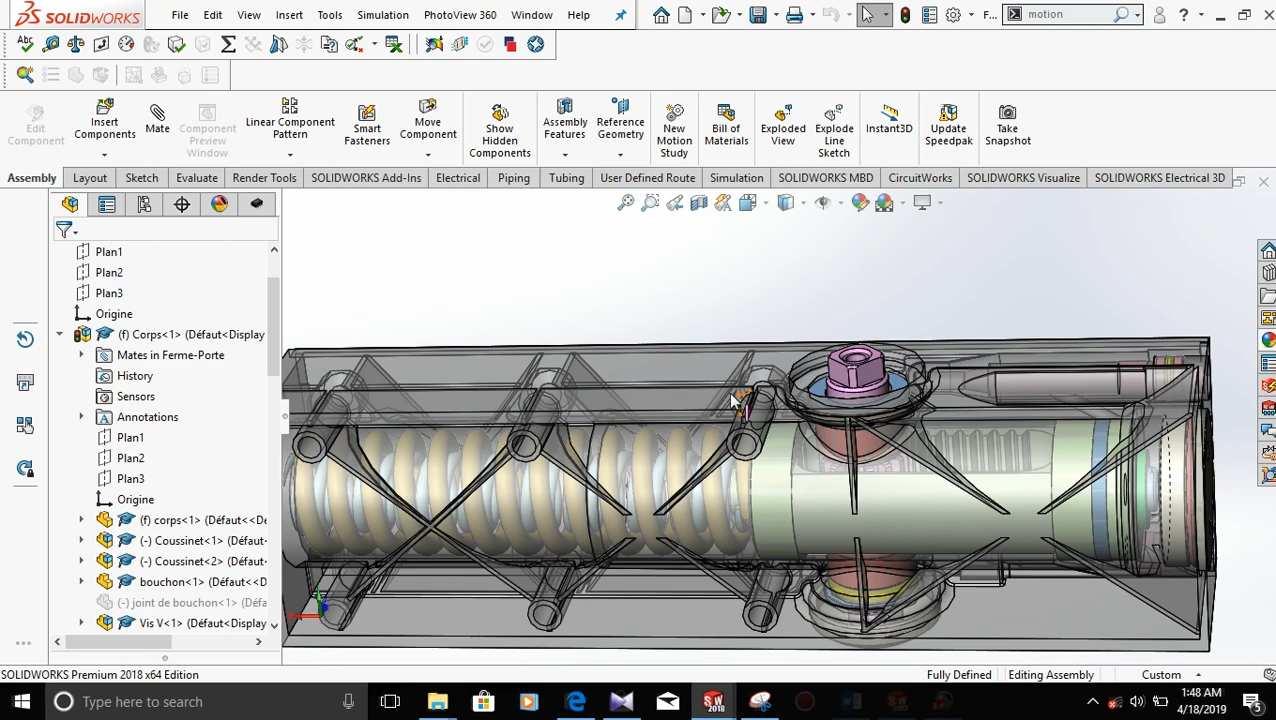 SOLIDWORKS File Edit View Insert Tools Simulation PhotoView 360 Window Help F... motion
Edit Component
Insert Components
Mate
Component Preview Window
Linear Component Pattern
Smart Fasteners
Move Component
Show Hidden Components
Assembly Features
Reference Geometry
New Motion Study
Bill of Materials
Exploded View
Explode Line Sketch
Instant3D
Update Speedpak
Take Snapshot
Assembly Layout Sketch Evaluate Render Tools SOLIDWORKS Add-Ins Electrical Piping Tubing User Defined Route Simulation SOLIDWORKS MBD CircuitWorks SOLIDWORKS Visualize SOLIDWORKS Electrical 3D
Plan1
Plan2
Plan3
Origine
(f) Corps<1> (Défaut<Display
Mates in Ferme-Porte
History
Sensors
Annotations
Plan1
Plan2
Plan3
Origine
(f) corps<1> (Défaut<<De
(-) Coussinet<1> (Défaut
(-) Coussinet<2> (Défaut
bouchon<1> (Défaut<<D
(-) joint de bouchon<1> (Défa
Vis V<1> (Défaut<Display
SOLIDWORKS Premium 2018 x64 Edition Fully Defined Editing Assembly Custom
Type here to search
SW 2018
1:48 AM
4/18/2019
5